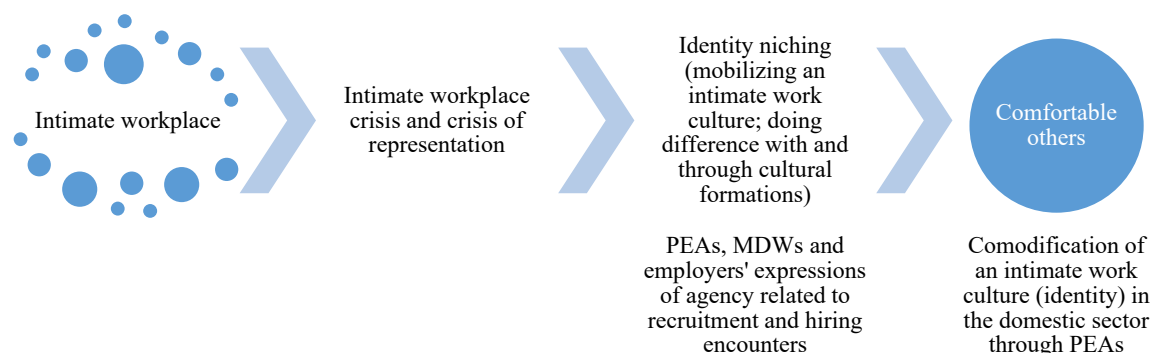 Intimate workplace
Intimate workplace
crisis and crisis of
representation
Identity niching
(mobilizing an
intimate work
culture; doing
difference with and
through cultural
formations)
PEAs, MDWs and
employers' expressions
of agency related to
recruitment and hiring
encounters
Comfortable
others
Comodification of
an intimate work
culture (identity) in
the domestic sector
through PEAs